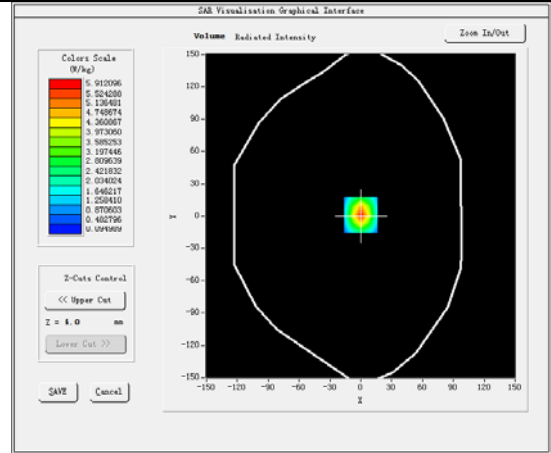 SAR Visualisation Graphical Interface
Volume Radiated Intensity
Zoom In/Out
Colors Scale
(W/kg)
5.912096
5.524288
5.136481
4.748674
4.360867
3.973060
3.585253
3.197446
2.809639
2.421832
2.034024
1.646217
1.258410
0.870603
0.482796
0.094989
Z-Cuts Control
<< Upper Cut
Z = 4.0 mm
Lower Cut >>
SAVE Cancel
150
120
90
60
30
0
-30
-60
-90
-120
-150
Y
-150 -120 -90 -60 -30 0 30 60 90 120 150
X